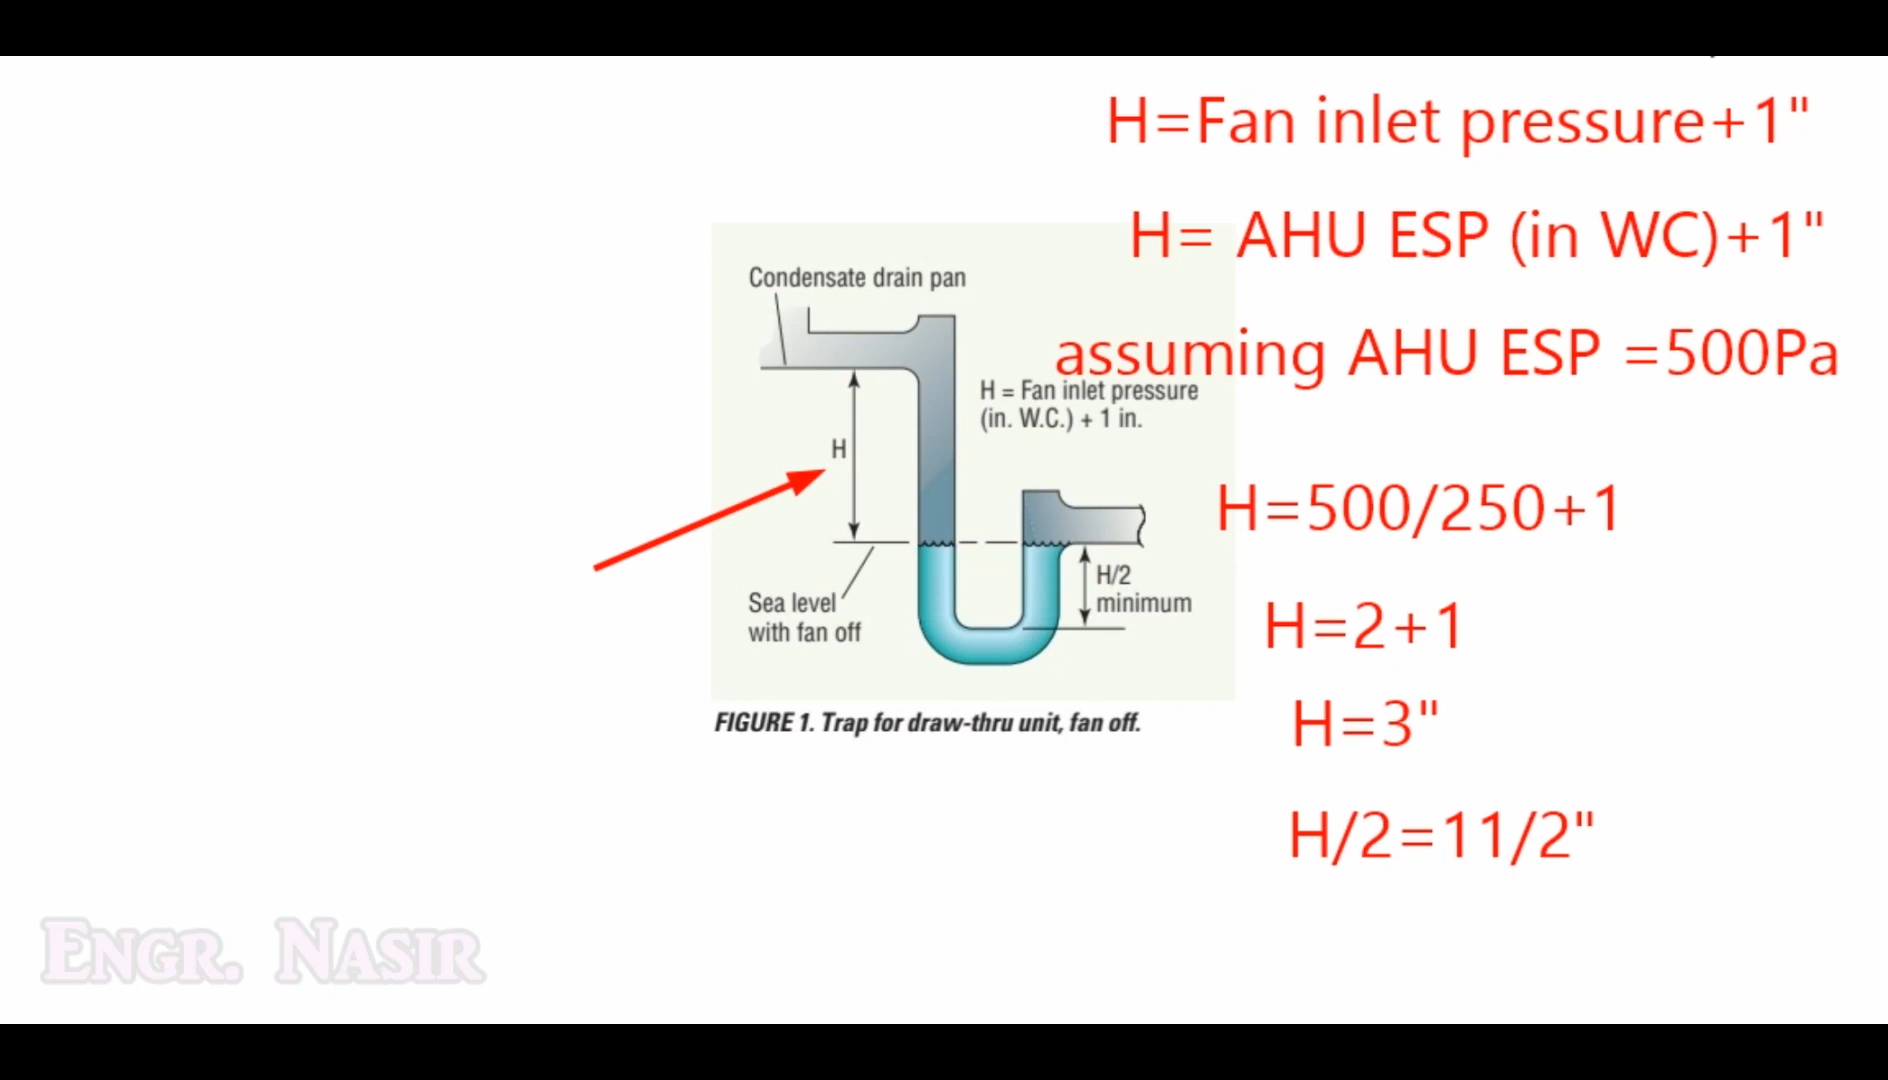 H=Fan inlet pressure+1"
H= AHU ESP (in WC)+1"
assuming AHU ESP =500Pa
Condensate drain pan
H = Fan inlet pressure
(in. W.C.) + 1 in.
H
H=500/250+1
H/2
minimum
Sea level
with fan off
H=2+1
H=3"
FIGURE 1. Trap for draw-thru unit, fan off.
H/2=11/2"
ENGR. NASIR